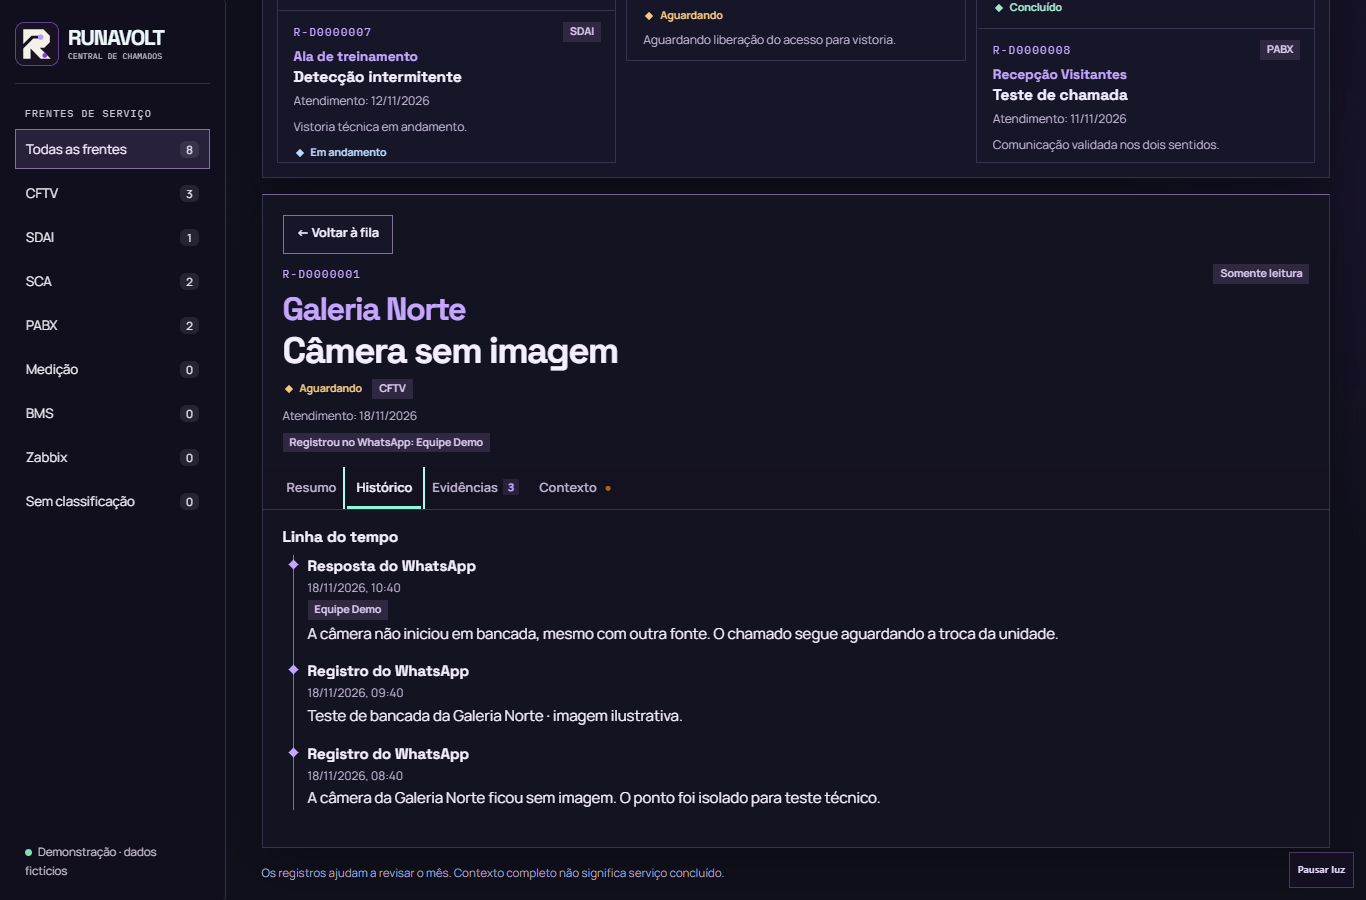 RUNAVOLT
CENTRAL DE CHAMADOS
FRENTES DE SERVIÇO
Todas as frentes 8
CFTV 3
SDAI 1
SCA 2
PABX 2
Medição 0
BMS 0
Zabbix 0
Sem classificação 0
Demonstração · dados
fictícios
R-D0000007 SDAI
Ala de treinamento
Detecção intermitente
Atendimento: 12/11/2026
Vistoria técnica em andamento.
Em andamento
Aguardando
Aguardando liberação do acesso para vistoria.
Concluído
R-D0000008 PABX
Recepção Visitantes
Teste de chamada
Atendimento: 11/11/2026
Comunicação validada nos dois sentidos.
← Voltar à fila
R-D0000001 Somente leitura
Galeria Norte
Câmera sem imagem
Aguardando CFTV
Atendimento: 18/11/2026
Registrou no WhatsApp: Equipe Demo
Resumo Histórico Evidências 3 Contexto
Linha do tempo
Resposta do WhatsApp
18/11/2026, 10:40
Equipe Demo
A câmera não iniciou em bancada, mesmo com outra fonte. O chamado segue aguardando a troca da unidade.
Registro do WhatsApp
18/11/2026, 09:40
Teste de bancada da Galeria Norte · imagem ilustrativa.
Registro do WhatsApp
18/11/2026, 08:40
A câmera da Galeria Norte ficou sem imagem. O ponto foi isolado para teste técnico.
Os registros ajudam a revisar o mês. Contexto completo não significa serviço concluído.
Pausar luz